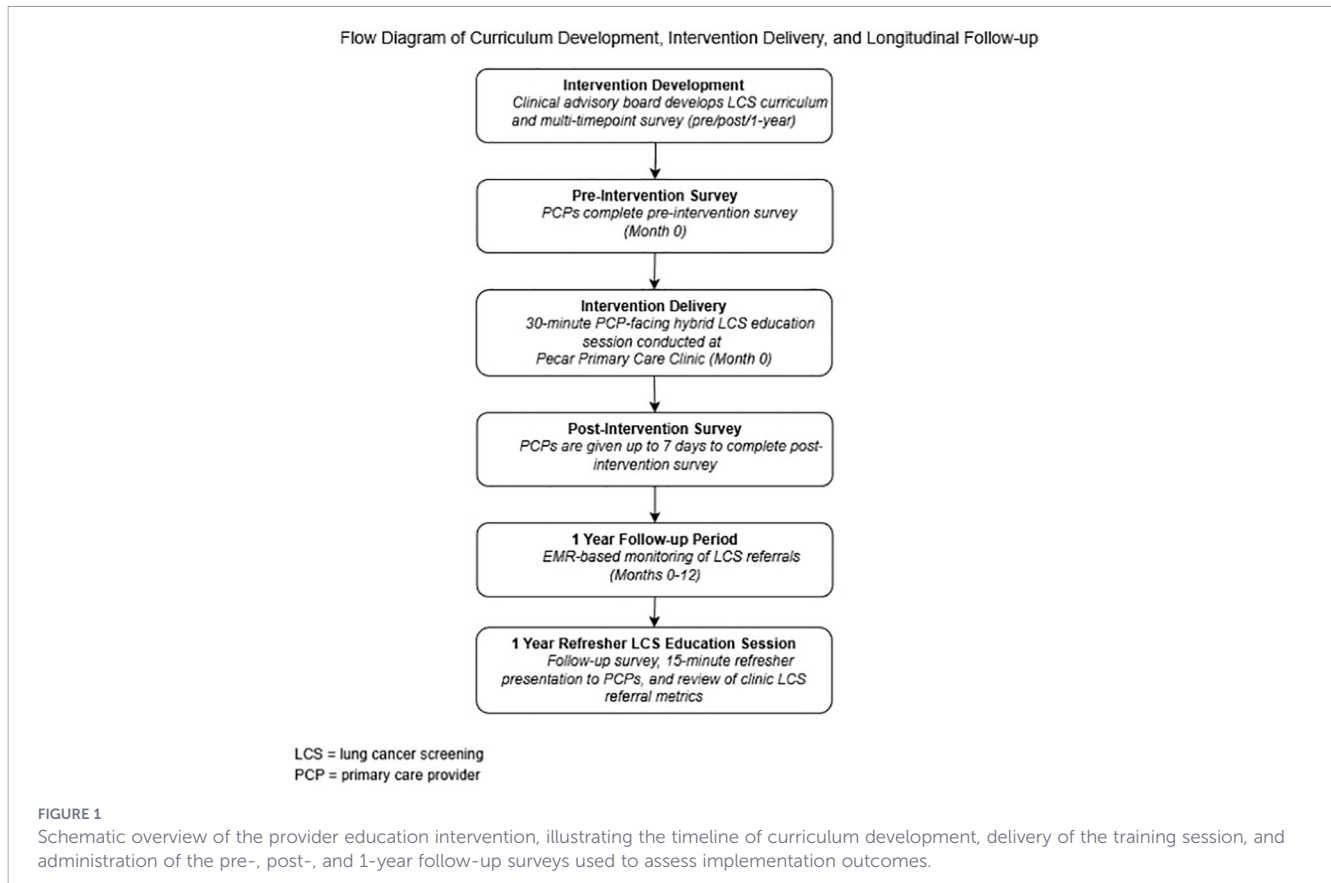 Flow Diagram of Curriculum Development, Intervention Delivery, and Longitudinal Follow-up
Intervention Development
Clinical advisory board develops LCS curriculum
and multi-timepoint survey (pre/post/1-year)
Pre-Intervention Survey
PCPs complete pre-intervention survey
(Month 0)
Intervention Delivery
30-minute PCP-facing hybrid LCS education
session conducted at
Pecar Primary Care Clinic (Month 0)
Post-Intervention Survey
PCPs are given up to 7 days to complete post-
intervention survey
1 Year Follow-up Period
EMR-based monitoring of LCS referrals
(Months 0-12)
1 Year Refresher LCS Education Session
Follow-up survey, 15-minute refresher
presentation to PCPs, and review of clinic LCS
referral metrics
LCS = lung cancer screening
PCP = primary care provider
FIGURE 1
Schematic overview of the provider education intervention, illustrating the timeline of curriculum development, delivery of the training session, and
administration of the pre-, post-, and 1-year follow-up surveys used to assess implementation outcomes.